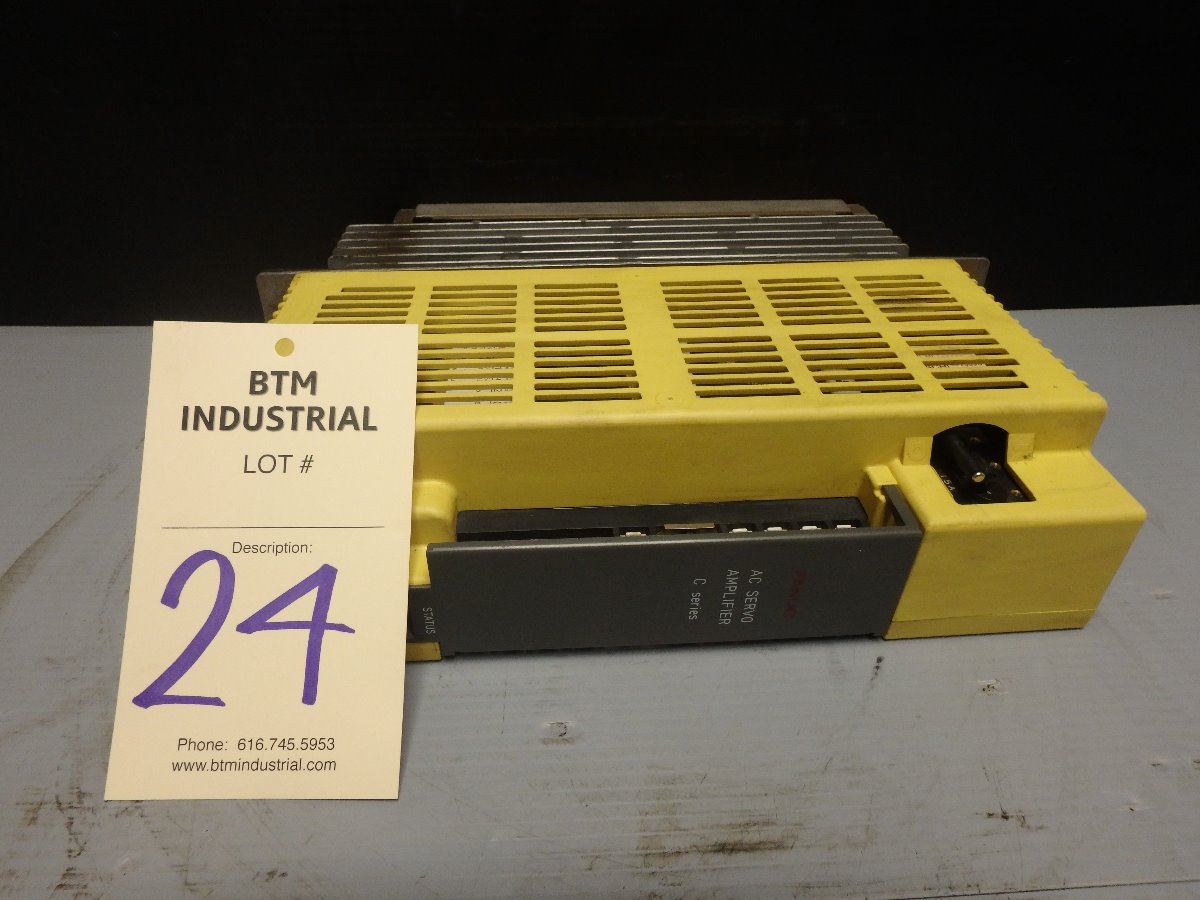 BTM
INDUSTRIAL
LOT #
Description:
24
Phone: 616.745.5953
www.btmindustrial.com
FANUC
AC SERVO
AMPLIFIER
C series
STATUS